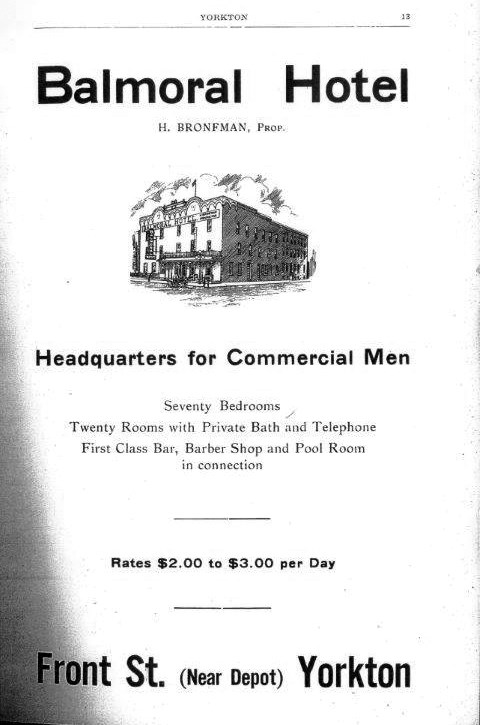 YORKTON 13
Balmoral Hotel
H. BRONFMAN, PROP.
BALMORAL HOTEL
Headquarters for Commercial Men
Seventy Bedrooms
Twenty Rooms with Private Bath and Telephone
First Class Bar, Barber Shop and Pool Room
in connection
Rates $2.00 to $3.00 per Day
Front St. (Near Depot) Yorkton